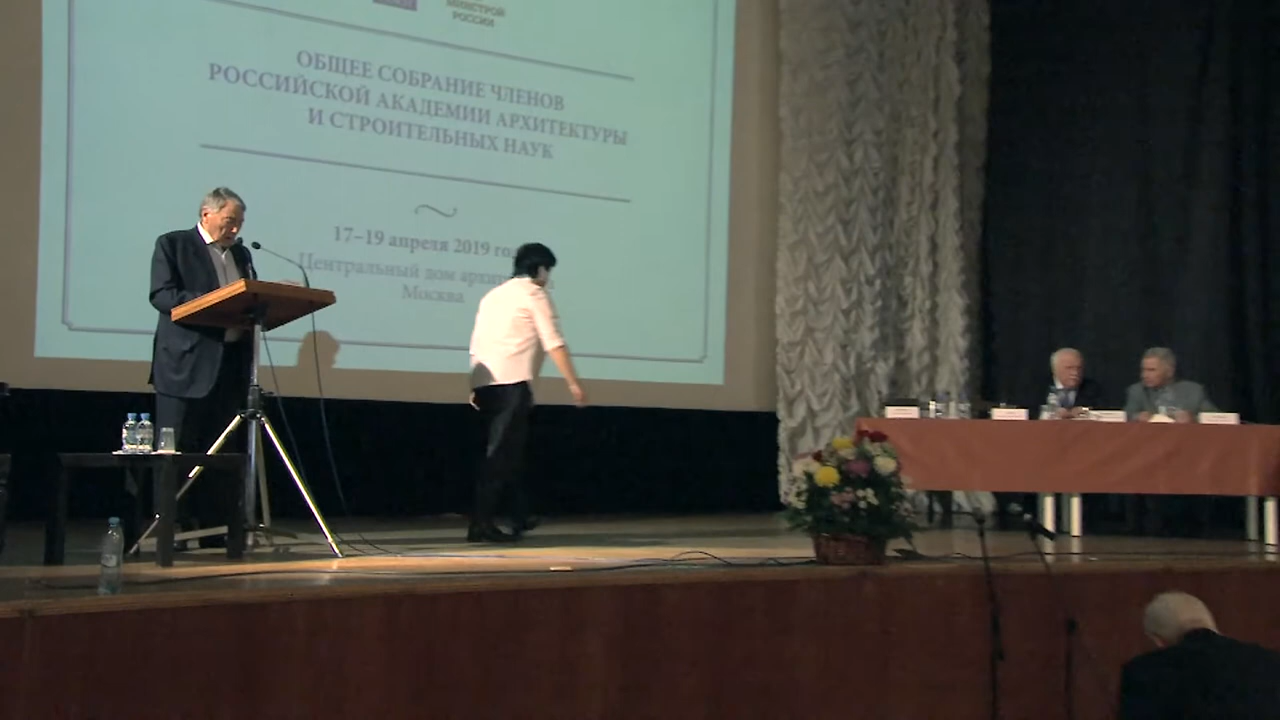 МИНСТРОЙ
РОССИИ
ОБЩЕЕ СОБРАНИЕ ЧЛЕНОВ
РОССИЙСКОЙ АКАДЕМИИ АРХИТЕКТУРЫ
И СТРОИТЕЛЬНЫХ НАУК
17–19 апреля 2019
Центральный дом
Москва